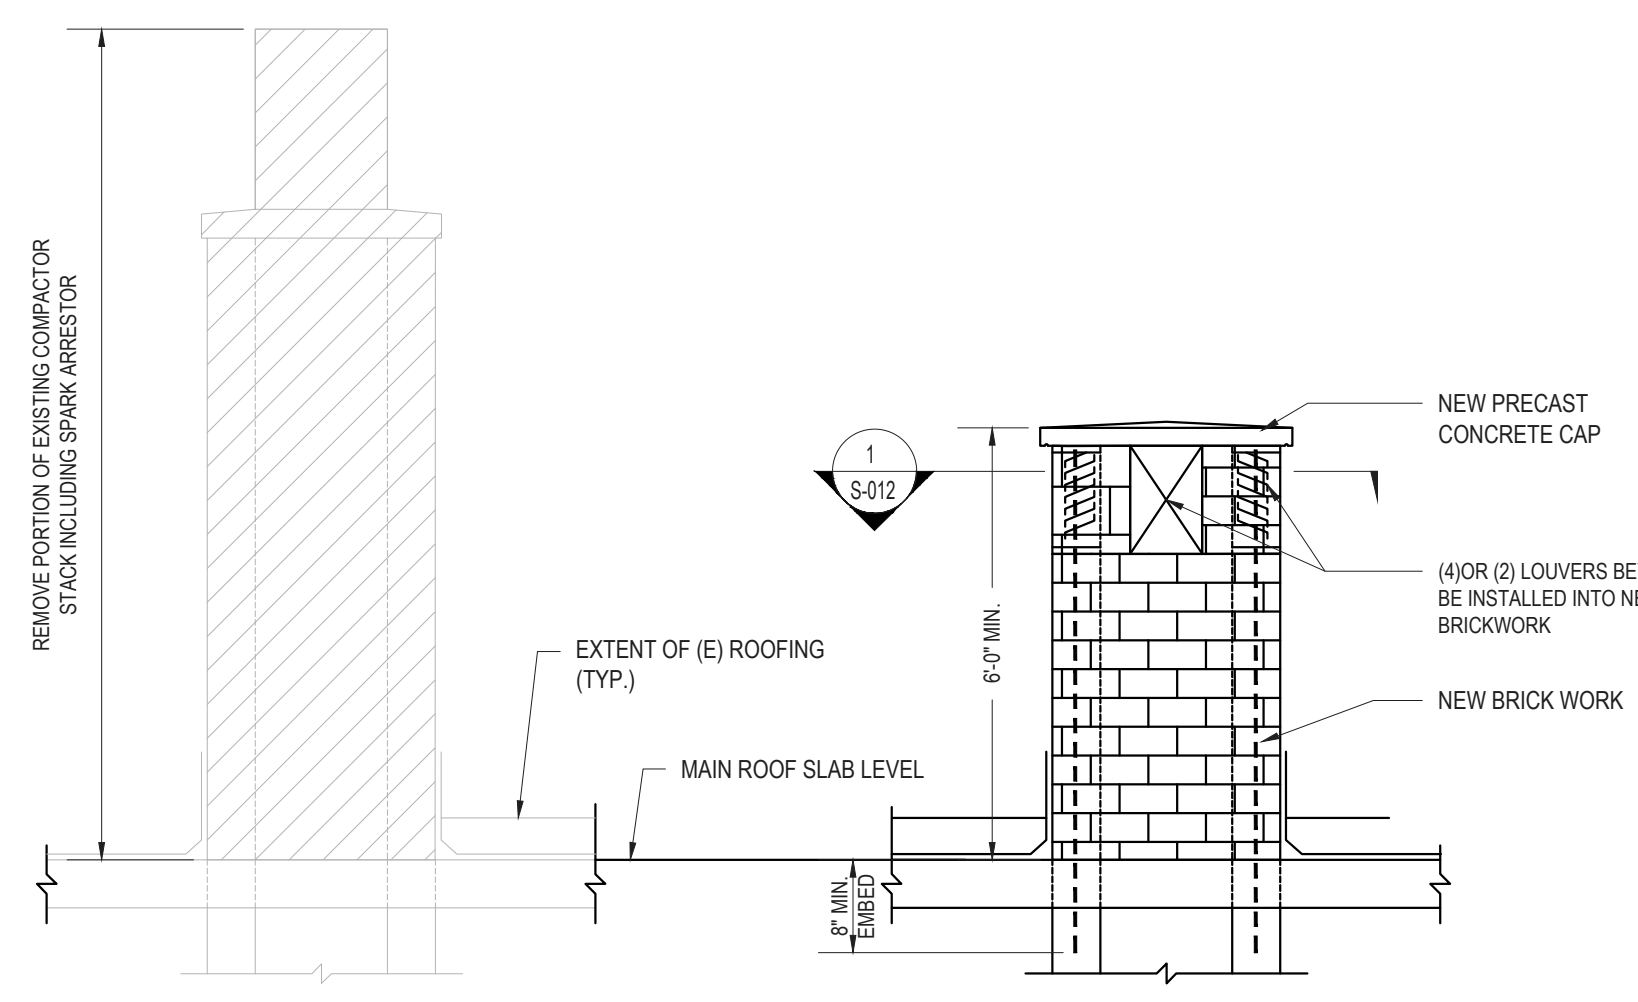 REMOVE PORTION OF EXISTING COMPACTOR
STACK INCLUDING SPARK ARRESTOR
EXTENT OF (E) ROOFING
(TYP.)
MAIN ROOF SLAB LEVEL
1
S-012
6'-0" MIN.
8" MIN.
EMBED
NEW PRECAST
CONCRETE CAP
(4)OR (2) LOUVERS BE
BE INSTALLED INTO
BRICKWORK
NEW BRICK WORK